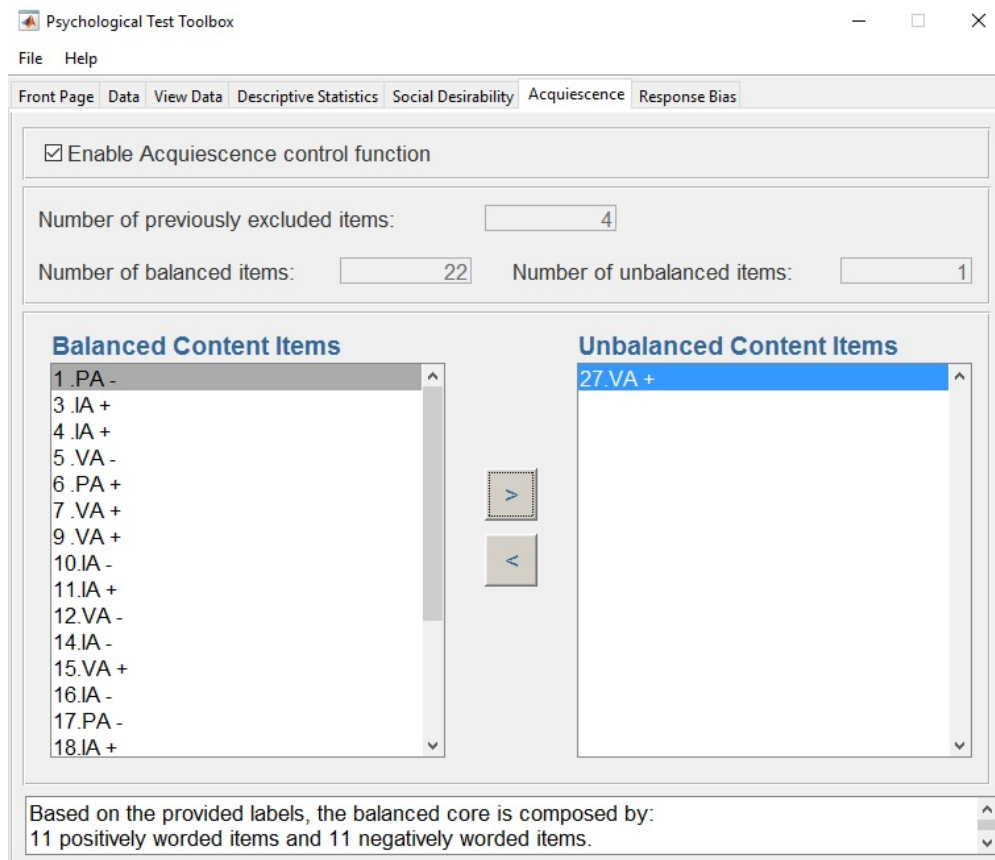 Psychological Test Toolbox
File Help
Front Page Data View Data Descriptive Statistics Social Desirability Acquiescence Response Bias
Enable Acquiescence control function
Number of previously excluded items: 4
Number of balanced items: 22 Number of unbalanced items: 1
Balanced Content Items
1 .PA -
3 .IA +
4 .IA +
5 .VA -
6 .PA +
7 .VA +
9 .VA +
10.IA -
11.IA +
12.VA -
14.IA -
15.VA +
16.IA -
17.PA -
18.IA +
>
<
Unbalanced Content Items
27.VA +
Based on the provided labels, the balanced core is composed by:
11 positively worded items and 11 negatively worded items.